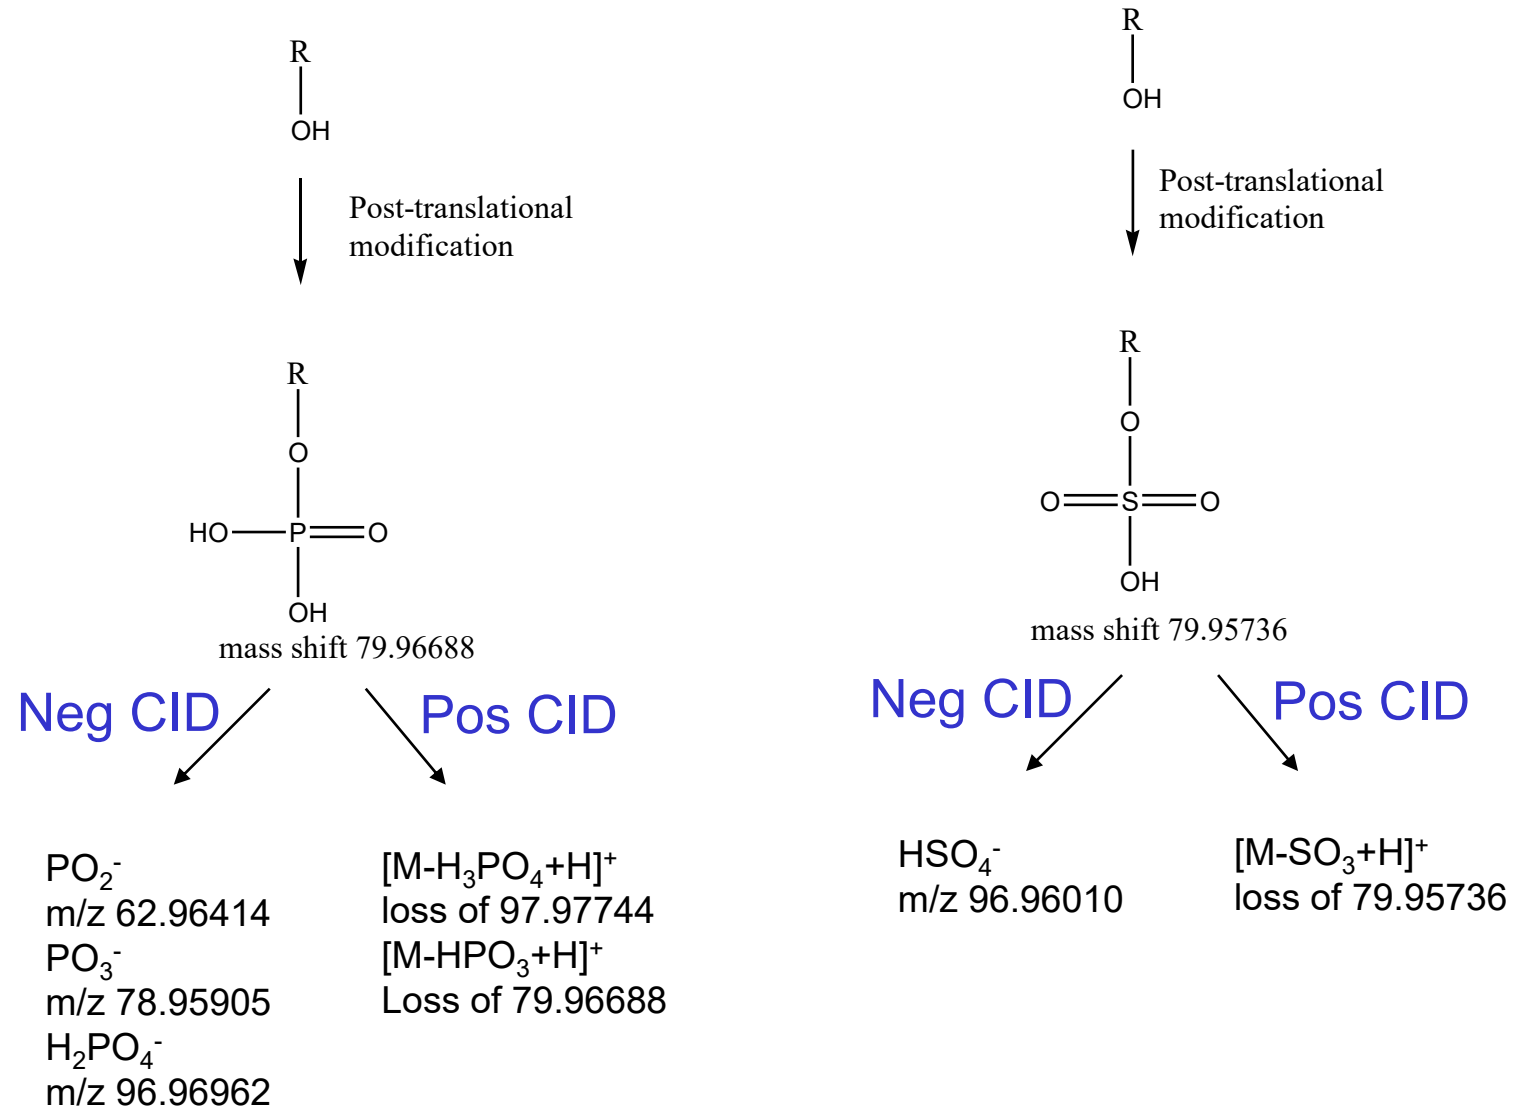 R
OH
Post-translational
modification
R
O
HO P O
OH
mass shift 79.96688
Neg CID
Pos CID
PO₂⁻
m/z 62.96414
PO₃⁻
m/z 78.95905
H₂PO₄⁻
m/z 96.96962
[M-H₃PO₄+H]⁺
loss of 97.97744
[M-HPO₃+H]⁺
Loss of 79.96688
R
OH
Post-translational
modification
R
O
O S O
OH
mass shift 79.95736
Neg CID
Pos CID
HSO₄⁻
m/z 96.96010
[M-SO₃+H]⁺
loss of 79.95736